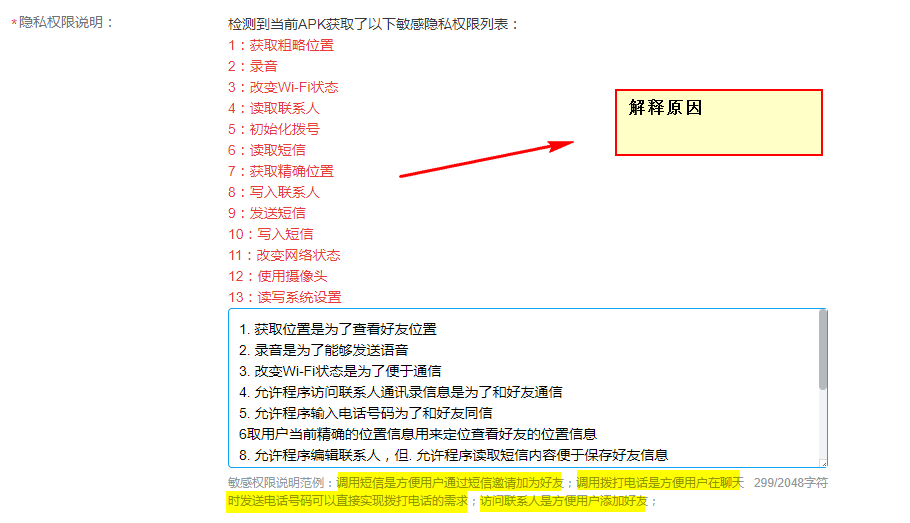 *隐私权限说明：
检测到当前APK获取了以下敏感隐私权限列表：
1：获取粗略位置
2：录音
3：改变Wi-Fi状态
4：读取联系人
5：初始化拨号
6：读取短信
7：获取精确位置
8：写入联系人
9：发送短信
10：写入短信
11：改变网络状态
12：使用摄像头
13：读写系统设置
解释原因
1. 获取位置是为了查看好友位置
2. 录音是为了能够发送语音
3. 改变Wi-Fi状态是为了便于通信
4. 允许程序访问联系人通讯录信息是为了和好友通信
5. 允许程序输入电话号码为了和好友同信
6取用户当前精确的位置信息用来定位查看好友的位置信息
8. 允许程序编辑联系人，但. 允许程序读取短信内容便于保存好友信息
敏感权限说明范例：调用短信是方便用户通过短信邀请加为好友；调用拨打电话是方便用户在聊天
299/2048字符
时发送电话号码可以直接实现拨打电话的需求；访问联系人是方便用户添加好友；